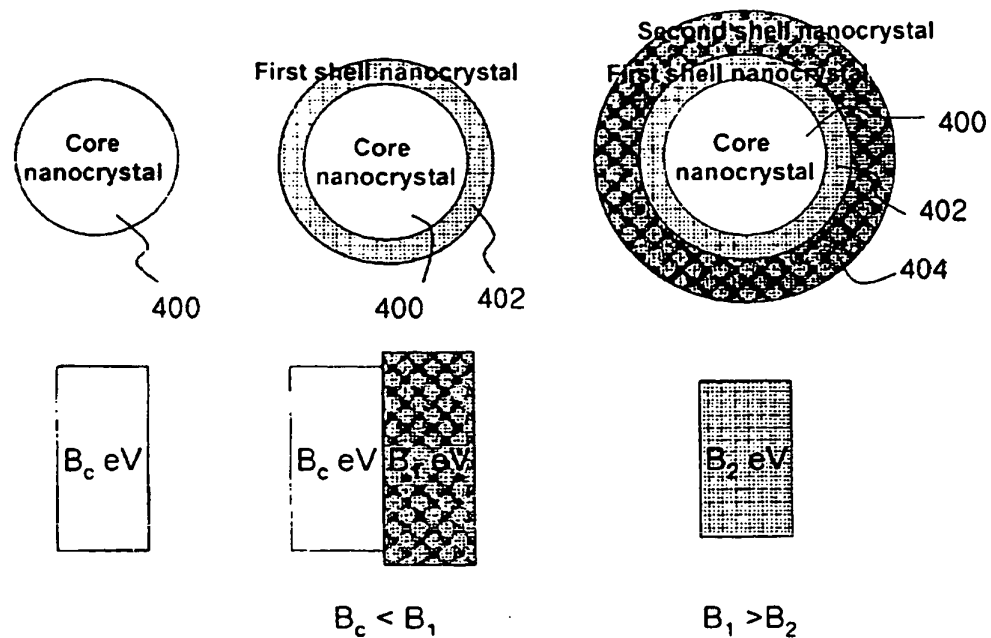 Second shell nanocrystal
First shell nanocrystal
First shell nanocrystal
Core
nanocrystal
Core
nanocrystal
Core
nanocrystal
400
402
404
400
400
402
B_c eV
B_c eV
B_1 eV
B_2 eV
B_c < B_1
B_1 >B_2